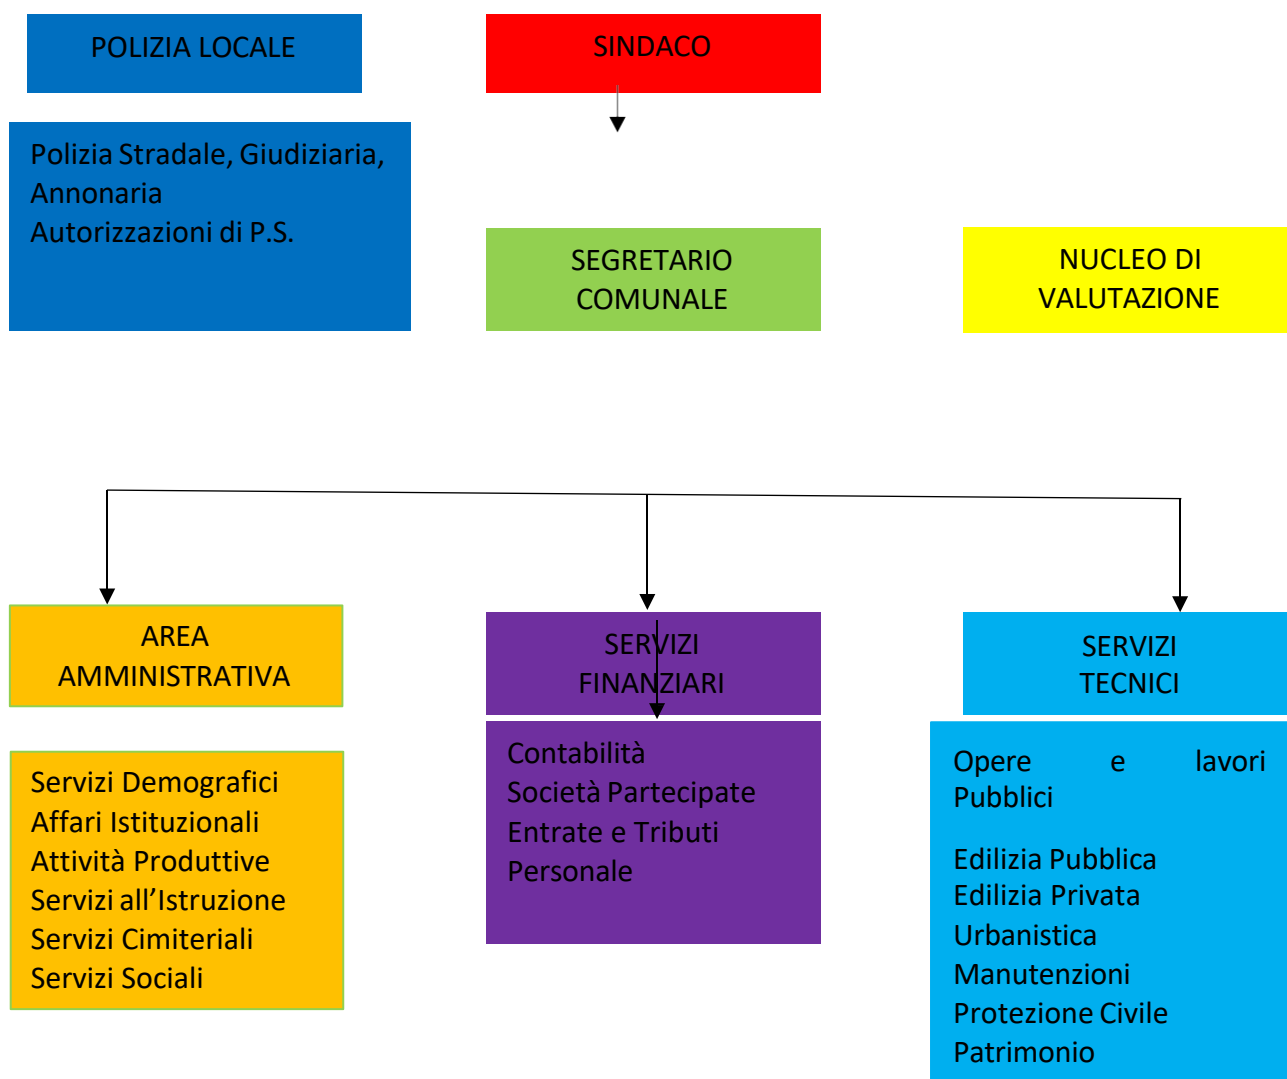 POLIZIA LOCALE
SINDACO
Polizia Stradale, Giudiziaria,
Annonaria
Autorizzazioni di P.S.
SEGRETARIO
COMUNALE
NUCLEO DI
VALUTAZIONE
AREA
AMMINISTRATIVA
SERVIZI
FINANZIARI
SERVIZI
TECNICI
Servizi Demografici
Affari Istituzionali
Attività Produttive
Servizi all’Istruzione
Servizi Cimiteriali
Servizi Sociali
Contabilità
Società Partecipate
Entrate e Tributi
Personale
Opere e lavori
Pubblici
Edilizia Pubblica
Edilizia Privata
Urbanistica
Manutenzioni
Protezione Civile
Patrimonio